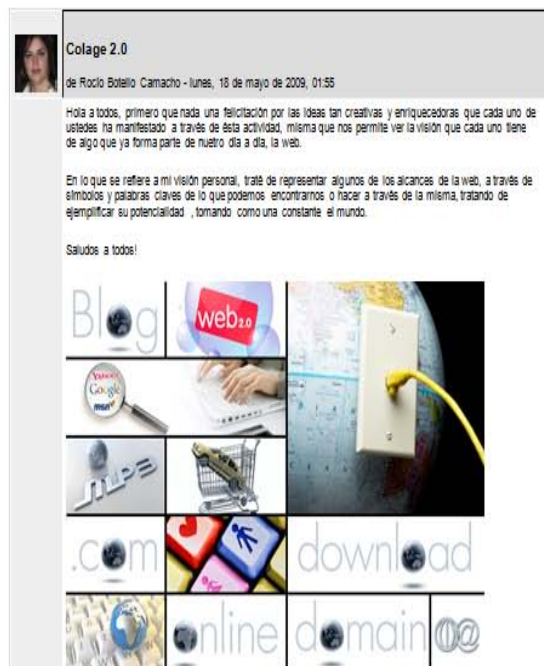 Colage 2.0
de Rocío Botello Camacho - lunes, 18 de mayo de 2009, 01:55
Hola a todos, primero que nada una felicitación por las ideas tan creativas y enriquecedoras que cada uno de
ustedes ha manifestado a través de ésta actividad, misma que nos permite ver la visión que cada uno tiene
de algo que ya forma parte de nuetro día a día, la web.
En lo que se refiere a mi visión personal, traté de representar algunos de los alcances de la web, a través de
símbolos y palabras claves de lo que podemos encontrarnos o hacer a través de la misma, tratando de
ejemplificar su potencialidad , tomando como una constante el mundo.
Saludos a todos!
Blog
web2.0
YAHOO!
Google
msn
MP3
.com
download
online
domain
@